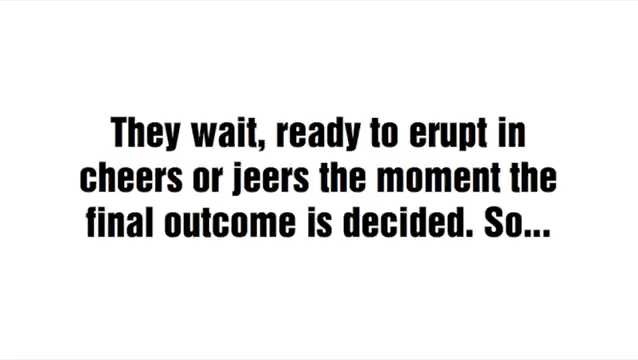 They wait, ready to erupt in
cheers or jeers the moment the
final outcome is decided. So...